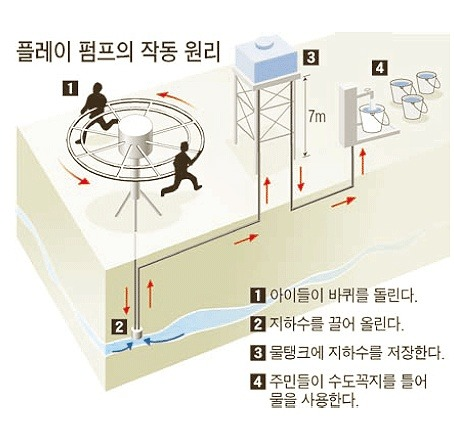 플레이 펌프의 작동 원리
1
3
4
7m
2
1 아이들이 바퀴를 돌린다.
2 지하수를 끌어 올린다.
3 물탱크에 지하수를 저장한다.
4 주민들이 수도꼭지를 틀어
물을 사용한다.